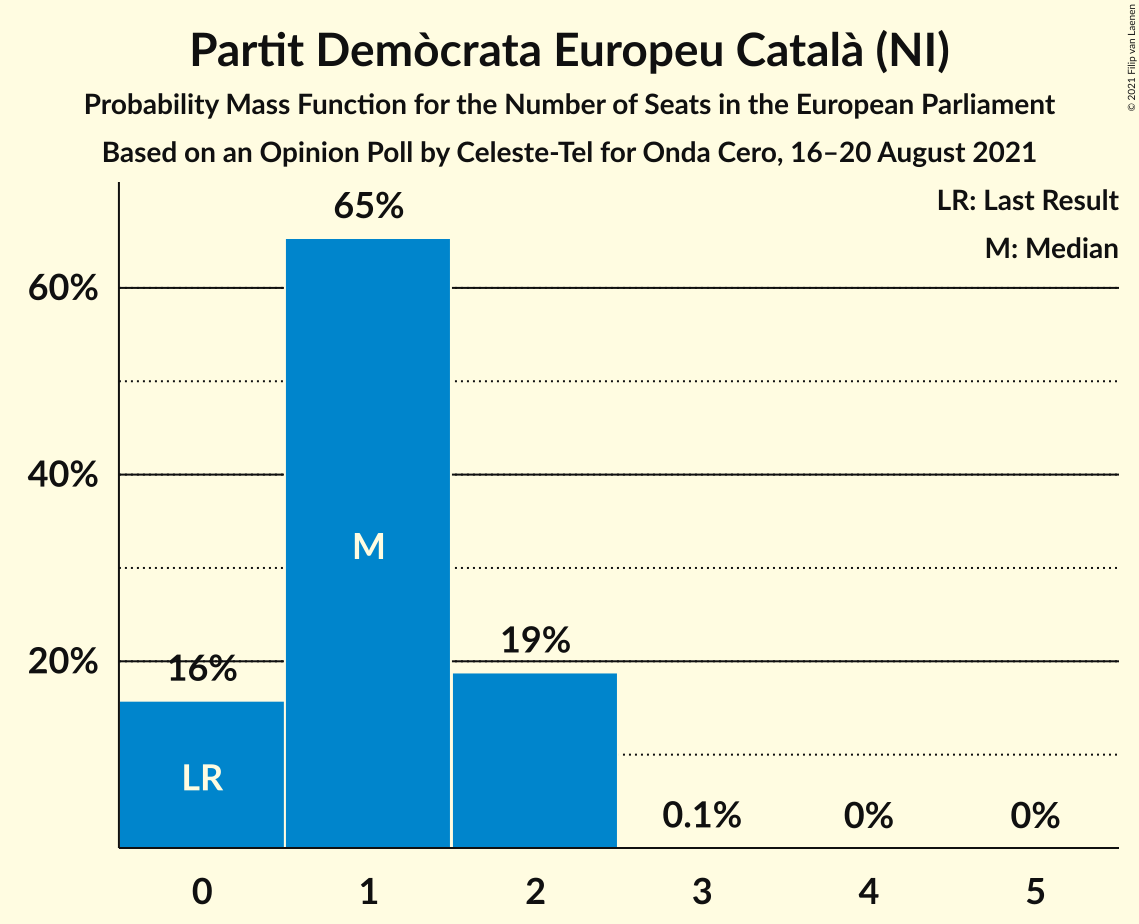 Partit Demòcrata Europeu Català (NI)
Probability Mass Function for the Number of Seats in the European Parliament
Based on an Opinion Poll by Celeste-Tel for Onda Cero, 16–20 August 2021
© 2021 Filip van Laenen
LR: Last Result
M: Median
65%
60%
40%
M
19%
20%
16%
LR
0.1%
0%
0%
0
1
2
3
4
5